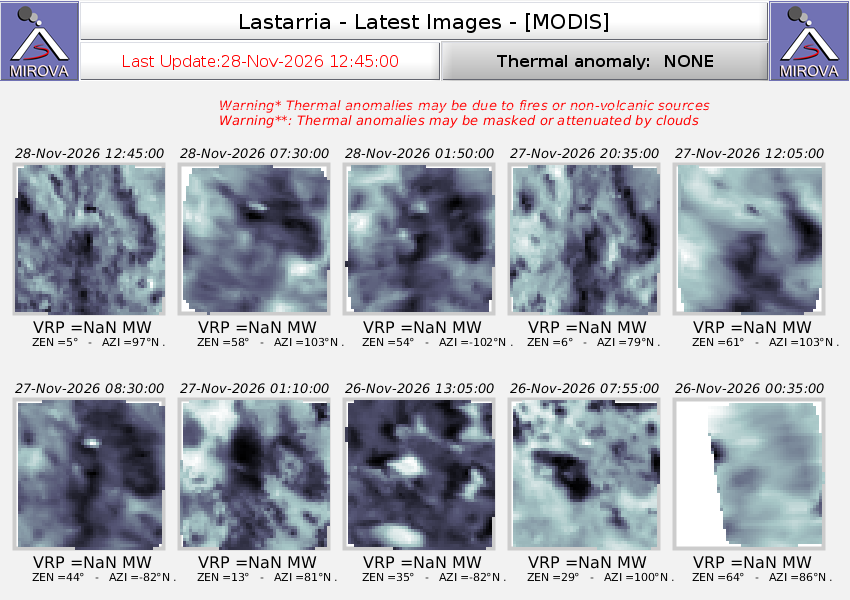 Lastarria - Latest Images - [MODIS]
MIROVA
Last Update:28-Nov-2026 12:45:00
Thermal anomaly: NONE
MIROVA
Warning* Thermal anomalies may be due to fires or non-volcanic sources
Warning**: Thermal anomalies may be masked or attenuated by clouds
28-Nov-2026 12:45:00
28-Nov-2026 07:30:00
28-Nov-2026 01:50:00
27-Nov-2026 20:35:00
27-Nov-2026 12:05:00
VRP =NaN MW
VRP =NaN MW
VRP =NaN MW
VRP =NaN MW
VRP =NaN MW
ZEN =5° - AZI =97°N .
ZEN =58° - AZI =103°N .
ZEN =54° - AZI =-102°N .
ZEN =6° - AZI =79°N .
ZEN =61° - AZI =103°N .
27-Nov-2026 08:30:00
27-Nov-2026 01:10:00
26-Nov-2026 13:05:00
26-Nov-2026 07:55:00
26-Nov-2026 00:35:00
VRP =NaN MW
VRP =NaN MW
VRP =NaN MW
VRP =NaN MW
VRP =NaN MW
ZEN =44° - AZI =-82°N .
ZEN =13° - AZI =81°N .
ZEN =35° - AZI =-82°N .
ZEN =29° - AZI =100°N .
ZEN =64° - AZI =86°N .